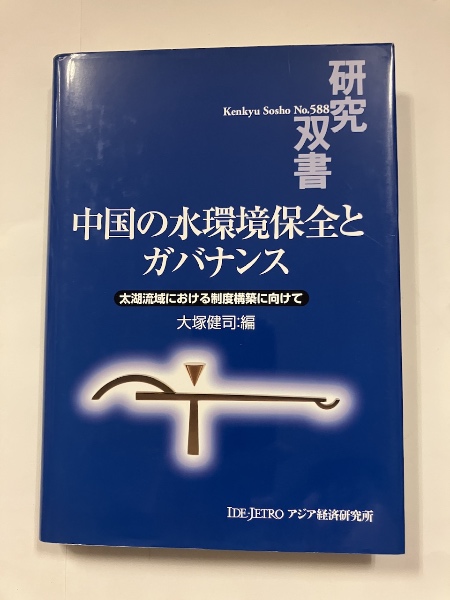 研究双書
Kenkyu Sosho No.588
中国の水環境保全と
ガバナンス
太湖流域における制度構築に向けて
大塚健司:編
IDE-JETRO アジア経済研究所